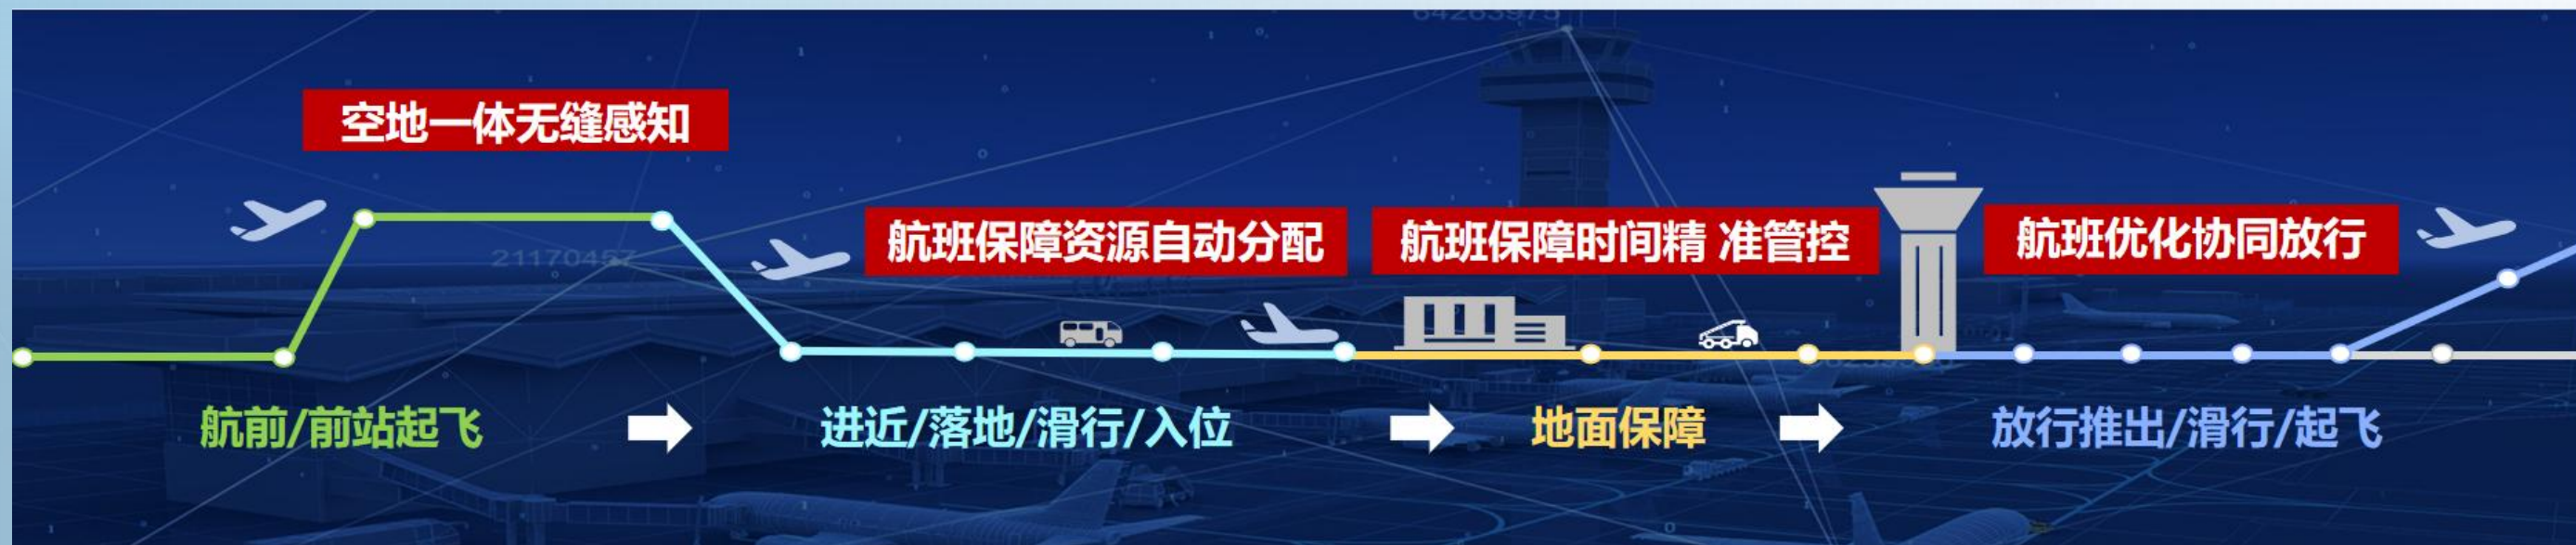 64263975
空地一体无缝感知
21170457
航班保障资源自动分配
航班保障时间精 准管控
航班优化协同放行
航前/前站起飞
进近/落地/滑行/入位
地面保障
放行推出/滑行/起飞